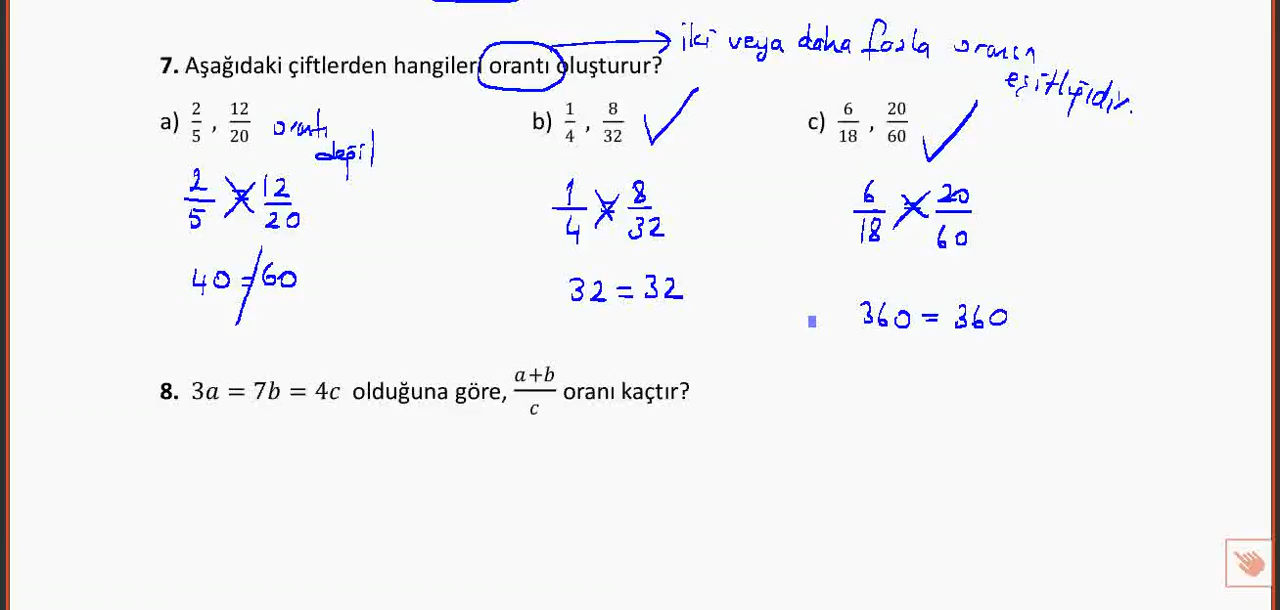 iki veya daha fazla oranın
eşitliğidir.
7. Aşağıdaki çiftlerden hangileri orantı oluşturur?
a) 2/5 , 12/20 orantı değil b) 1/4 , 8/32 ✓ c) 6/18 , 20/60 ✓
2/5 = 12/20 1/4 = 8/32 6/18 = 20/60
40 ≠ 60 32 = 32 360 = 360
8. 3a = 7b = 4c olduğuna göre, (a+b)/c oranı kaçtır?